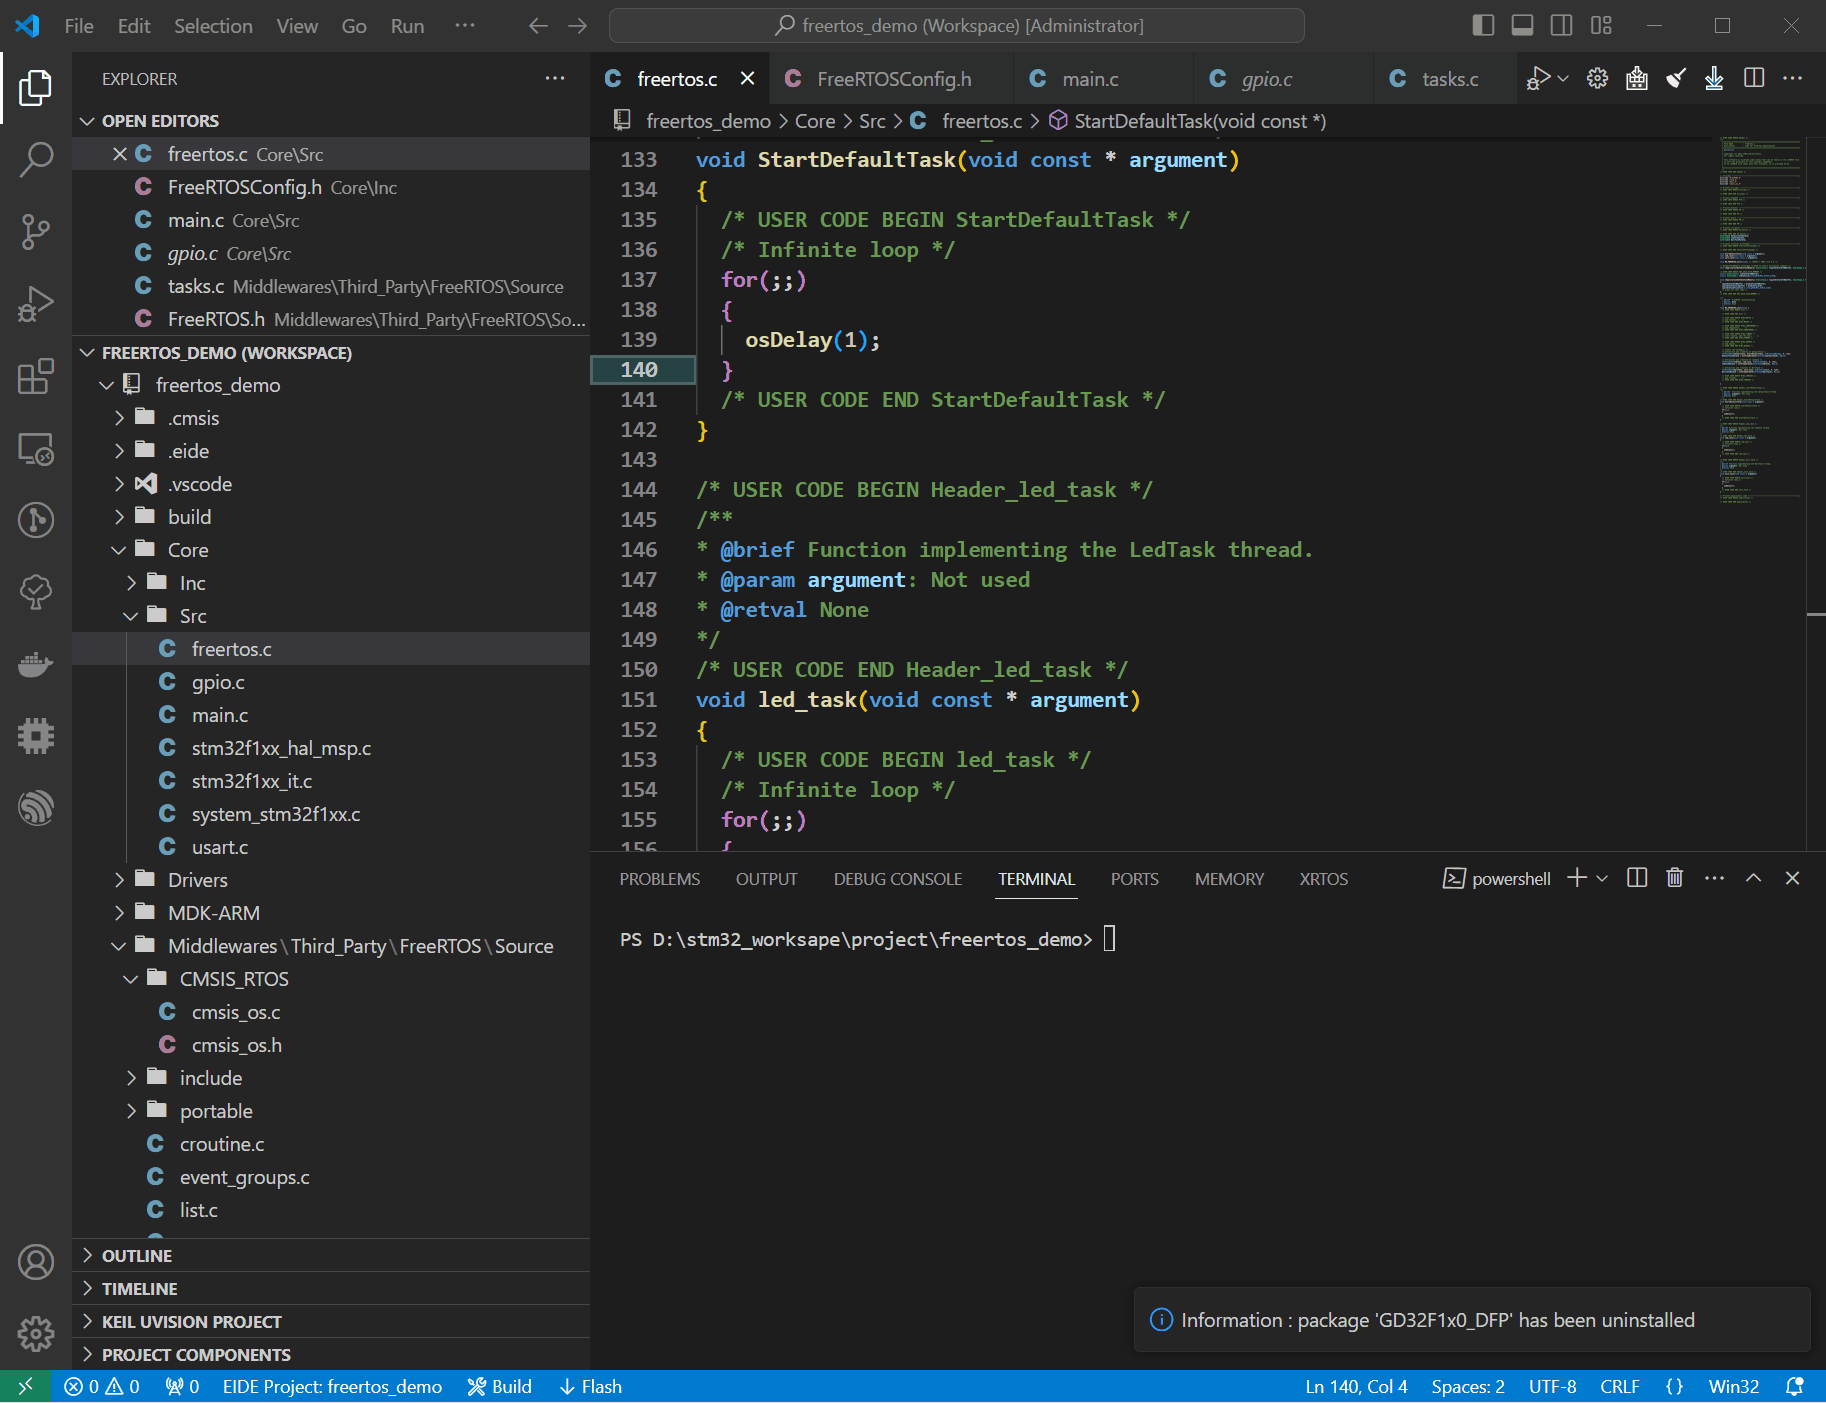 File Edit Selection View Go Run ···
freertos_demo (Workspace) [Administrator]
EXPLORER ···
OPEN EDITORS
freertos.c Core\Src
FreeRTOSConfig.h Core\Inc
main.c Core\Src
gpio.c Core\Src
tasks.c Middlewares\Third_Party\FreeRTOS\Source
FreeRTOS.h Middlewares\Third_Party\FreeRTOS\So...
FREERTOS_DEMO (WORKSPACE)
freertos_demo
.cmsis
.eide
.vscode
build
Core
Inc
Src
freertos.c
gpio.c
main.c
stm32f1xx_hal_msp.c
stm32f1xx_it.c
system_stm32f1xx.c
usart.c
Drivers
MDK-ARM
Middlewares\Third_Party\FreeRTOS\Source
CMSIS_RTOS
cmsis_os.c
cmsis_os.h
include
portable
croutine.c
event_groups.c
list.c
OUTLINE
TIMELINE
KEIL UVISION PROJECT
PROJECT COMPONENTS
freertos.c FreeRTOSConfig.h main.c gpio.c tasks.c
freertos_demo > Core > Src > C freertos.c > StartDefaultTask(void const *)
133 void StartDefaultTask(void const * argument)
134 {
135 /* USER CODE BEGIN StartDefaultTask */
136 /* Infinite loop */
137 for(;;)
138 {
139 osDelay(1);
140 }
141 /* USER CODE END StartDefaultTask */
142 }
143
144 /* USER CODE BEGIN Header_led_task */
145 /**
146 * @brief Function implementing the LedTask thread.
147 * @param argument: Not used
148 * @retval None
149 */
150 /* USER CODE END Header_led_task */
151 void led_task(void const * argument)
152 {
153 /* USER CODE BEGIN led_task */
154 /* Infinite loop */
155 for(;;)
156 {
PROBLEMS OUTPUT DEBUG CONSOLE TERMINAL PORTS MEMORY XRTOS powershell
PS D:\stm32_worksape\project\freertos_demo>
Information : package 'GD32F1x0_DFP' has been uninstalled
0 0 0 EIDE Project: freertos_demo Build Flash Ln 140, Col 4 Spaces: 2 UTF-8 CRLF {} Win32